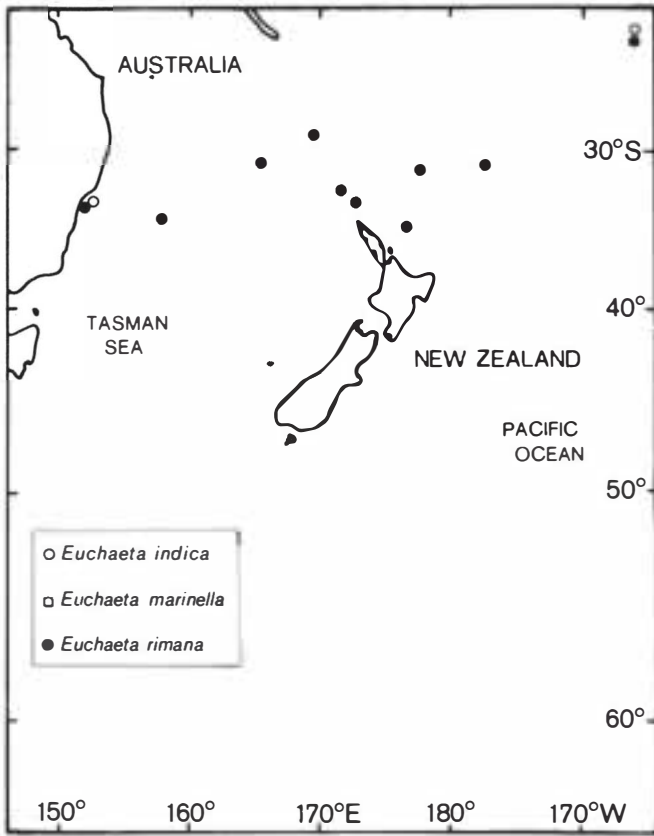 AUSTRALIA
30°S
TASMAN
SEA
40°
NEW ZEALAND
PACIFIC
OCEAN
50°
Euchaeta indica
Euchaeta marinella
Euchaeta rimana
60°
150° 160° 170°E 180° 170°W